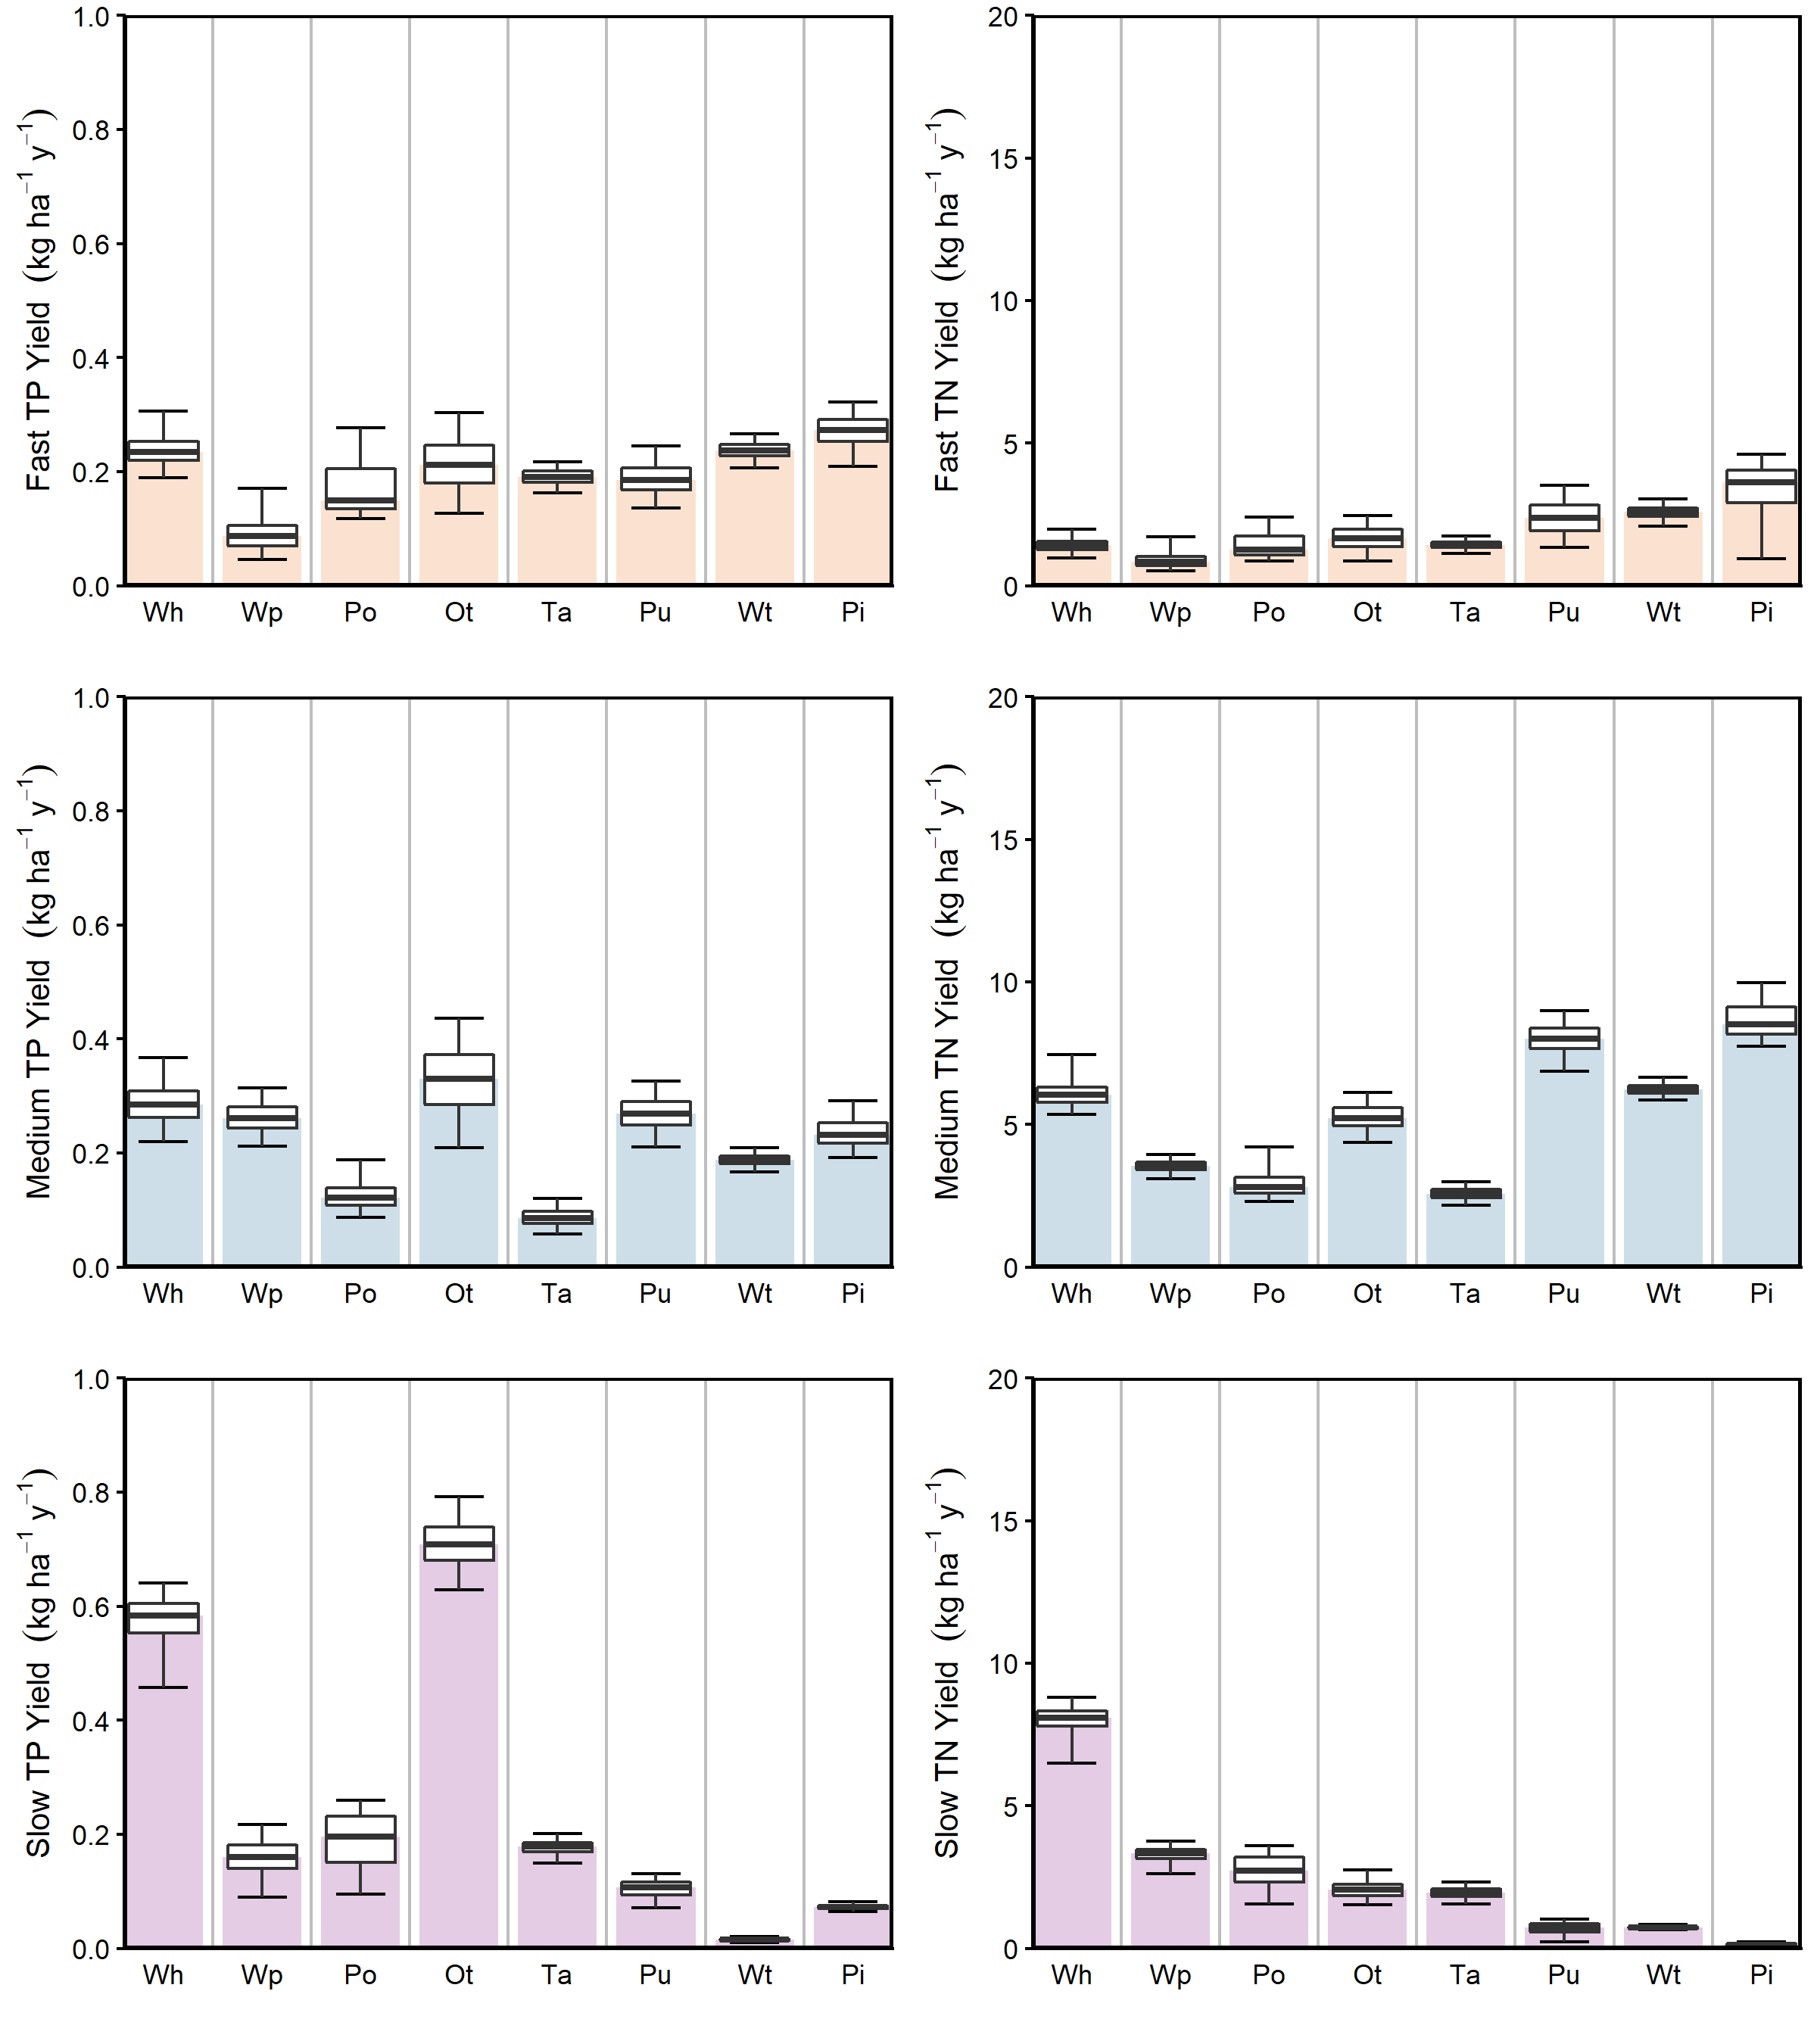 Fast TP Yield (kg ha⁻¹ y⁻¹)
1.0
0.8
0.6
0.4
0.2
0.0
Wh Wp Po Ot Ta Pu Wt Pi
Fast TN Yield (kg ha⁻¹ y⁻¹)
20
15
10
5
0
Wh Wp Po Ot Ta Pu Wt Pi
Medium TP Yield (kg ha⁻¹ y⁻¹)
1.0
0.8
0.6
0.4
0.2
0.0
Wh Wp Po Ot Ta Pu Wt Pi
Medium TN Yield (kg ha⁻¹ y⁻¹)
20
15
10
5
0
Wh Wp Po Ot Ta Pu Wt Pi
Slow TP Yield (kg ha⁻¹ y⁻¹)
1.0
0.8
0.6
0.4
0.2
0.0
Wh Wp Po Ot Ta Pu Wt Pi
Slow TN Yield (kg ha⁻¹ y⁻¹)
20
15
10
5
0
Wh Wp Po Ot Ta Pu Wt Pi